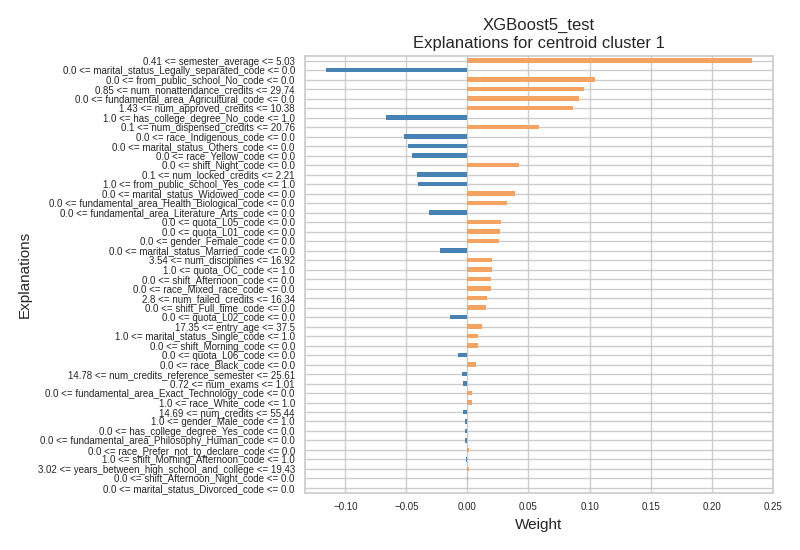 XGBoost5_test
Explanations for centroid cluster 1
0.41 <= semester_average <= 5.03
0.0 <= marital_status_Legally_separated_code <= 0.0
0.0 <= from_public_school_No_code <= 0.0
0.85 <= num_nonattendance_credits <= 29.74
0.0 <= fundamental_area_Agricultural_code <= 0.0
1.43 <= num_approved_credits <= 10.38
1.0 <= has_college_degree_No_code <= 1.0
0.1 <= num_dispensed_credits <= 20.76
0.0 <= race_Indigenous_code <= 0.0
0.0 <= marital_status_Others_code <= 0.0
0.0 <= race_Yellow_code <= 0.0
0.0 <= shift_Night_code <= 0.0
0.1 <= num_locked_credits <= 2.21
1.0 <= from_public_school_Yes_code <= 1.0
0.0 <= marital_status_Widowed_code <= 0.0
0.0 <= fundamental_area_Health_Biological_code <= 0.0
0.0 <= fundamental_area_Literature_Arts_code <= 0.0
0.0 <= quota_L05_code <= 0.0
0.0 <= quota_L01_code <= 0.0
0.0 <= gender_Female_code <= 0.0
0.0 <= marital_status_Married_code <= 0.0
3.54 <= num_disciplines <= 16.92
1.0 <= quota_OC_code <= 1.0
0.0 <= shift_Afternoon_code <= 0.0
0.0 <= race_Mixed_race_code <= 0.0
2.8 <= num_failed_credits <= 16.34
0.0 <= shift_Full_time_code <= 0.0
0.0 <= quota_L02_code <= 0.0
17.35 <= entry_age <= 37.5
1.0 <= marital_status_Single_code <= 1.0
0.0 <= shift_Morning_code <= 0.0
0.0 <= quota_L06_code <= 0.0
0.0 <= race_Black_code <= 0.0
14.78 <= num_credits_reference_semester <= 25.61
0.72 <= num_exams <= 1.01
0.0 <= fundamental_area_Exact_Technology_code <= 0.0
1.0 <= race_White_code <= 1.0
14.69 <= num_credits <= 55.44
1.0 <= gender_Male_code <= 1.0
0.0 <= has_college_degree_Yes_code <= 0.0
0.0 <= fundamental_area_Philosophy_Human_code <= 0.0
0.0 <= race_Prefer_not_to_declare_code <= 0.0
1.0 <= shift_Morning_Afternoon_code <= 1.0
3.02 <= years_between_high_school_and_college <= 19.43
0.0 <= shift_Afternoon_Night_code <= 0.0
0.0 <= marital_status_Divorced_code <= 0.0
Explanations
−0.10 −0.05 0.00 0.05 0.10 0.15 0.20 0.25
Weight